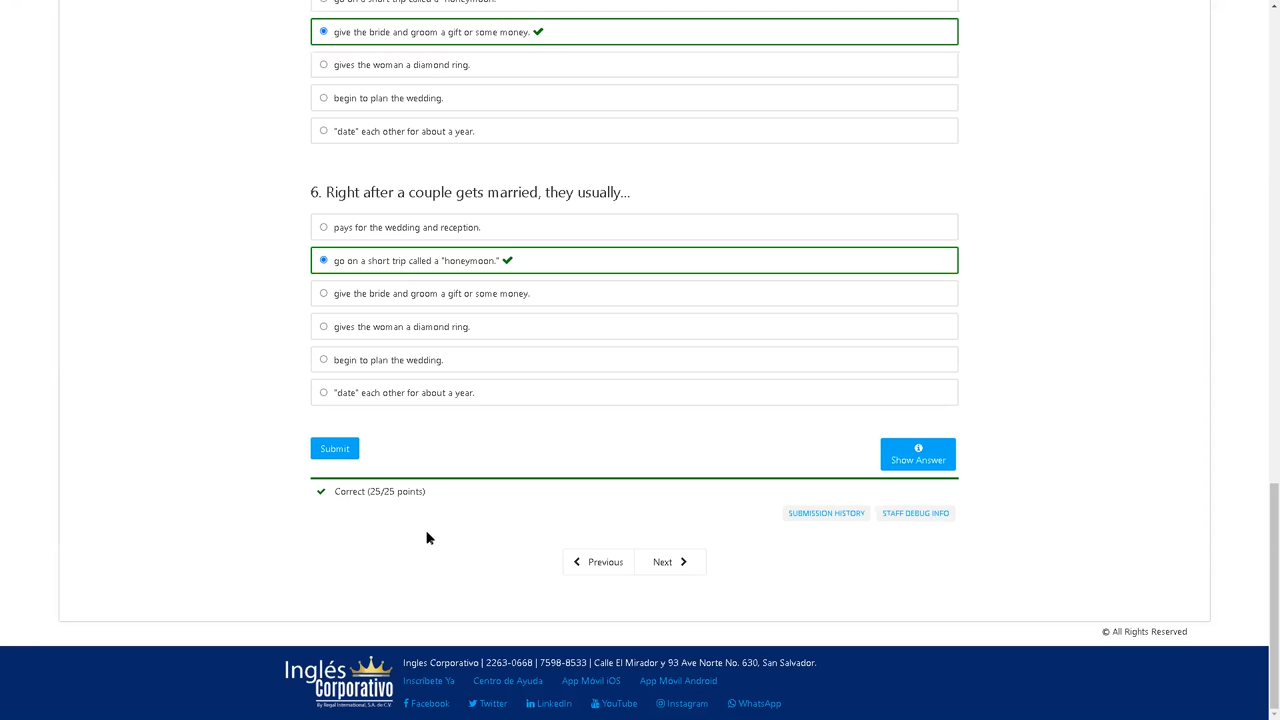 give the bride and groom a gift or some money.
gives the woman a diamond ring.
begin to plan the wedding.
"date" each other for about a year.
6. Right after a couple gets married, they usually...
pays for the wedding and reception.
go on a short trip called a "honeymoon."
give the bride and groom a gift or some money.
gives the woman a diamond ring.
begin to plan the wedding.
"date" each other for about a year.
Submit
Show Answer
Correct (25/25 points)
SUBMISSION HISTORY STAFF DEBUG INFO
Previous Next
© All Rights Reserved
Inglés Corporativo
By Regal International, S.A. de C.V.
Ingles Corporativo | 2263-0668 | 7598-8533 | Calle El Mirador y 93 Ave Norte No. 630, San Salvador.
Inscríbete Ya Centro de Ayuda App Móvil iOS App Móvil Android
Facebook Twitter LinkedIn YouTube Instagram WhatsApp